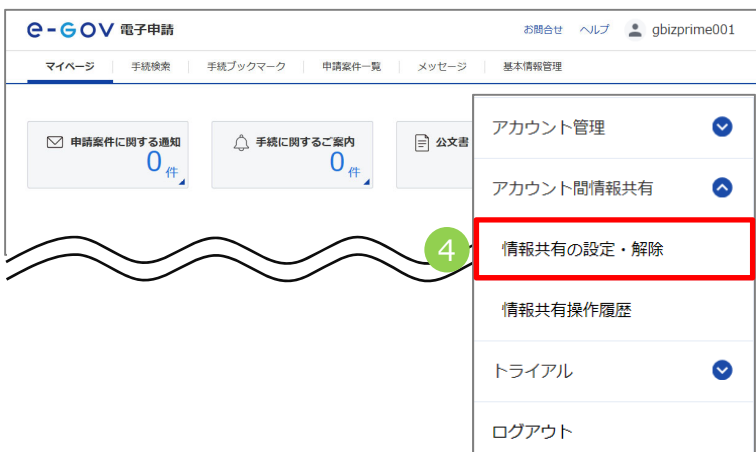 e-GOV 電子申請
お問合せ ヘルプ gbizprime001
マイページ 手続検索 手続ブックマーク 申請案件一覧 メッセージ 基本情報管理
申請案件に関する通知
0 件
手続に関するご案内
0 件
公文書
アカウント管理
アカウント間情報共有
4
情報共有の設定・解除
情報共有操作履歴
トライアル
ログアウト